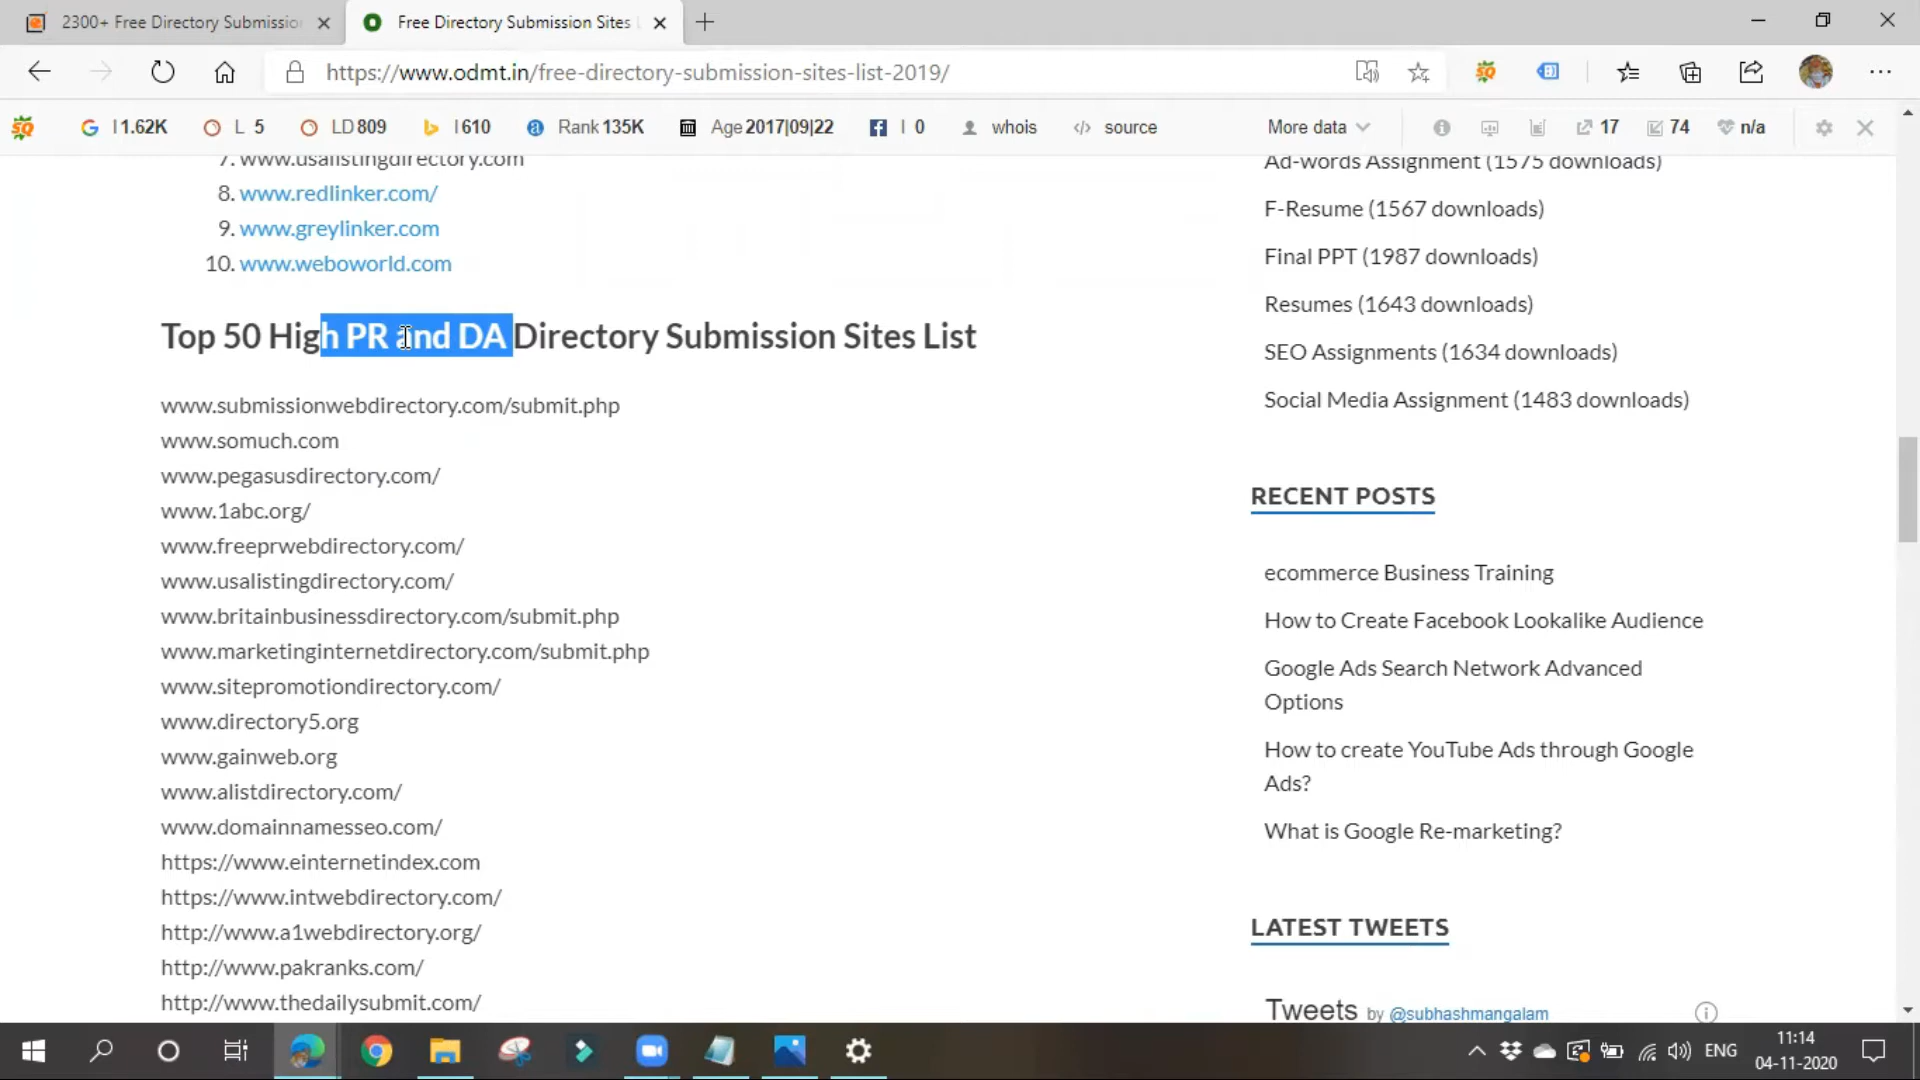 2300+ Free Directory Submissio
Free Directory Submission Sites
https://www.odmt.in/free-directory-submission-sites-list-2019/
SQ I 1.62K L 5 LD 809 I 610 Rank 135K Age 2017|09|22 I 0 whois source More data 17 74 n/a
7. www.usalistingdirectory.com
8. www.redlinker.com/
9. www.greylinker.com
10. www.weboworld.com
Top 50 High PR and DA Directory Submission Sites List
www.submissionwebdirectory.com/submit.php
www.somuch.com
www.pegasusdirectory.com/
www.1abc.org/
www.freeprwebdirectory.com/
www.usalistingdirectory.com/
www.britainbusinessdirectory.com/submit.php
www.marketinginternetdirectory.com/submit.php
www.sitepromotiondirectory.com/
www.directory5.org
www.gainweb.org
www.alistdirectory.com/
www.domainnamesseo.com/
https://www.einternetindex.com
https://www.intwebdirectory.com/
http://www.a1webdirectory.org/
http://www.pakranks.com/
http://www.thedailysubmit.com/
Ad-words Assignment (1575 downloads)
F-Resume (1567 downloads)
Final PPT (1987 downloads)
Resumes (1643 downloads)
SEO Assignments (1634 downloads)
Social Media Assignment (1483 downloads)
RECENT POSTS
ecommerce Business Training
How to Create Facebook Lookalike Audience
Google Ads Search Network Advanced
Options
How to create YouTube Ads through Google
Ads?
What is Google Re-marketing?
LATEST TWEETS
Tweets by @subhashmangalam
ENG
11:14
04-11-2020